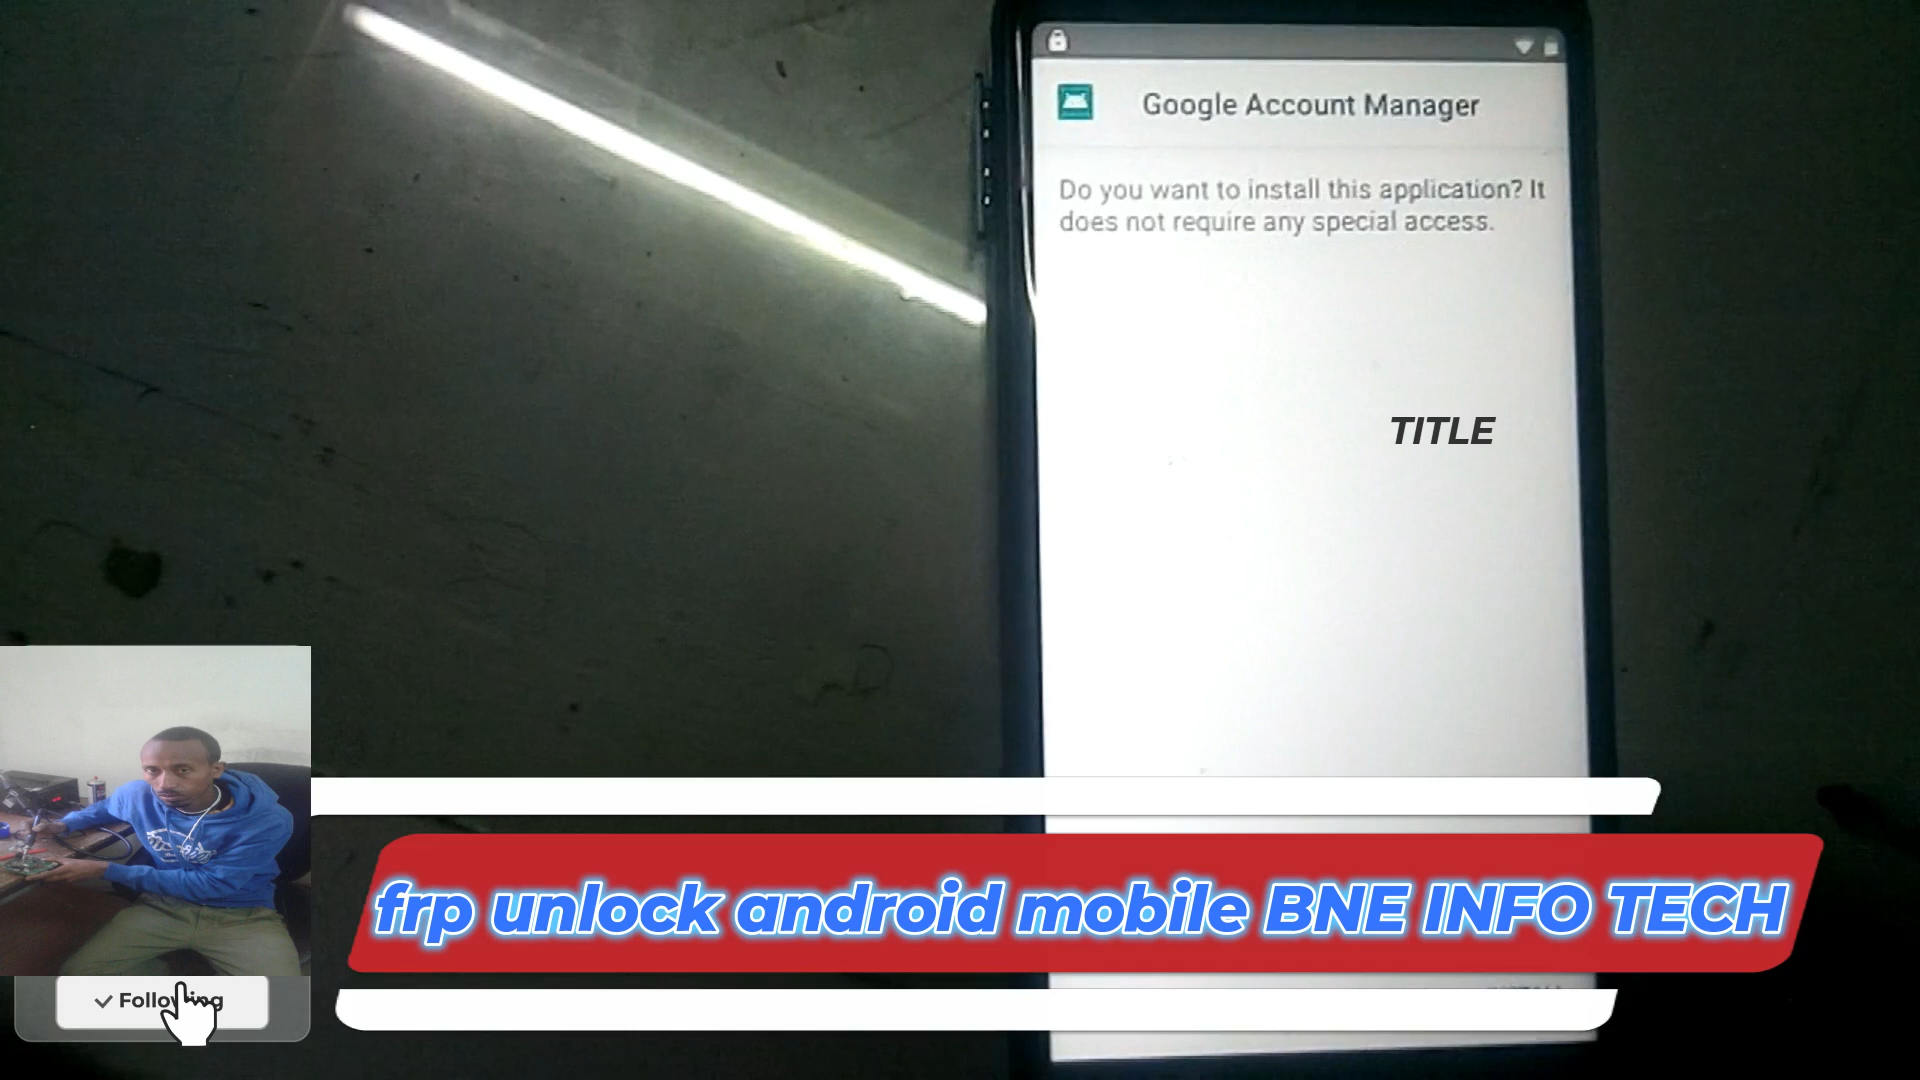 Google Account Manager
Do you want to install this application? It
does not require any special access.
TITLE
frp unlock android mobile BNE INFO TECH
Following